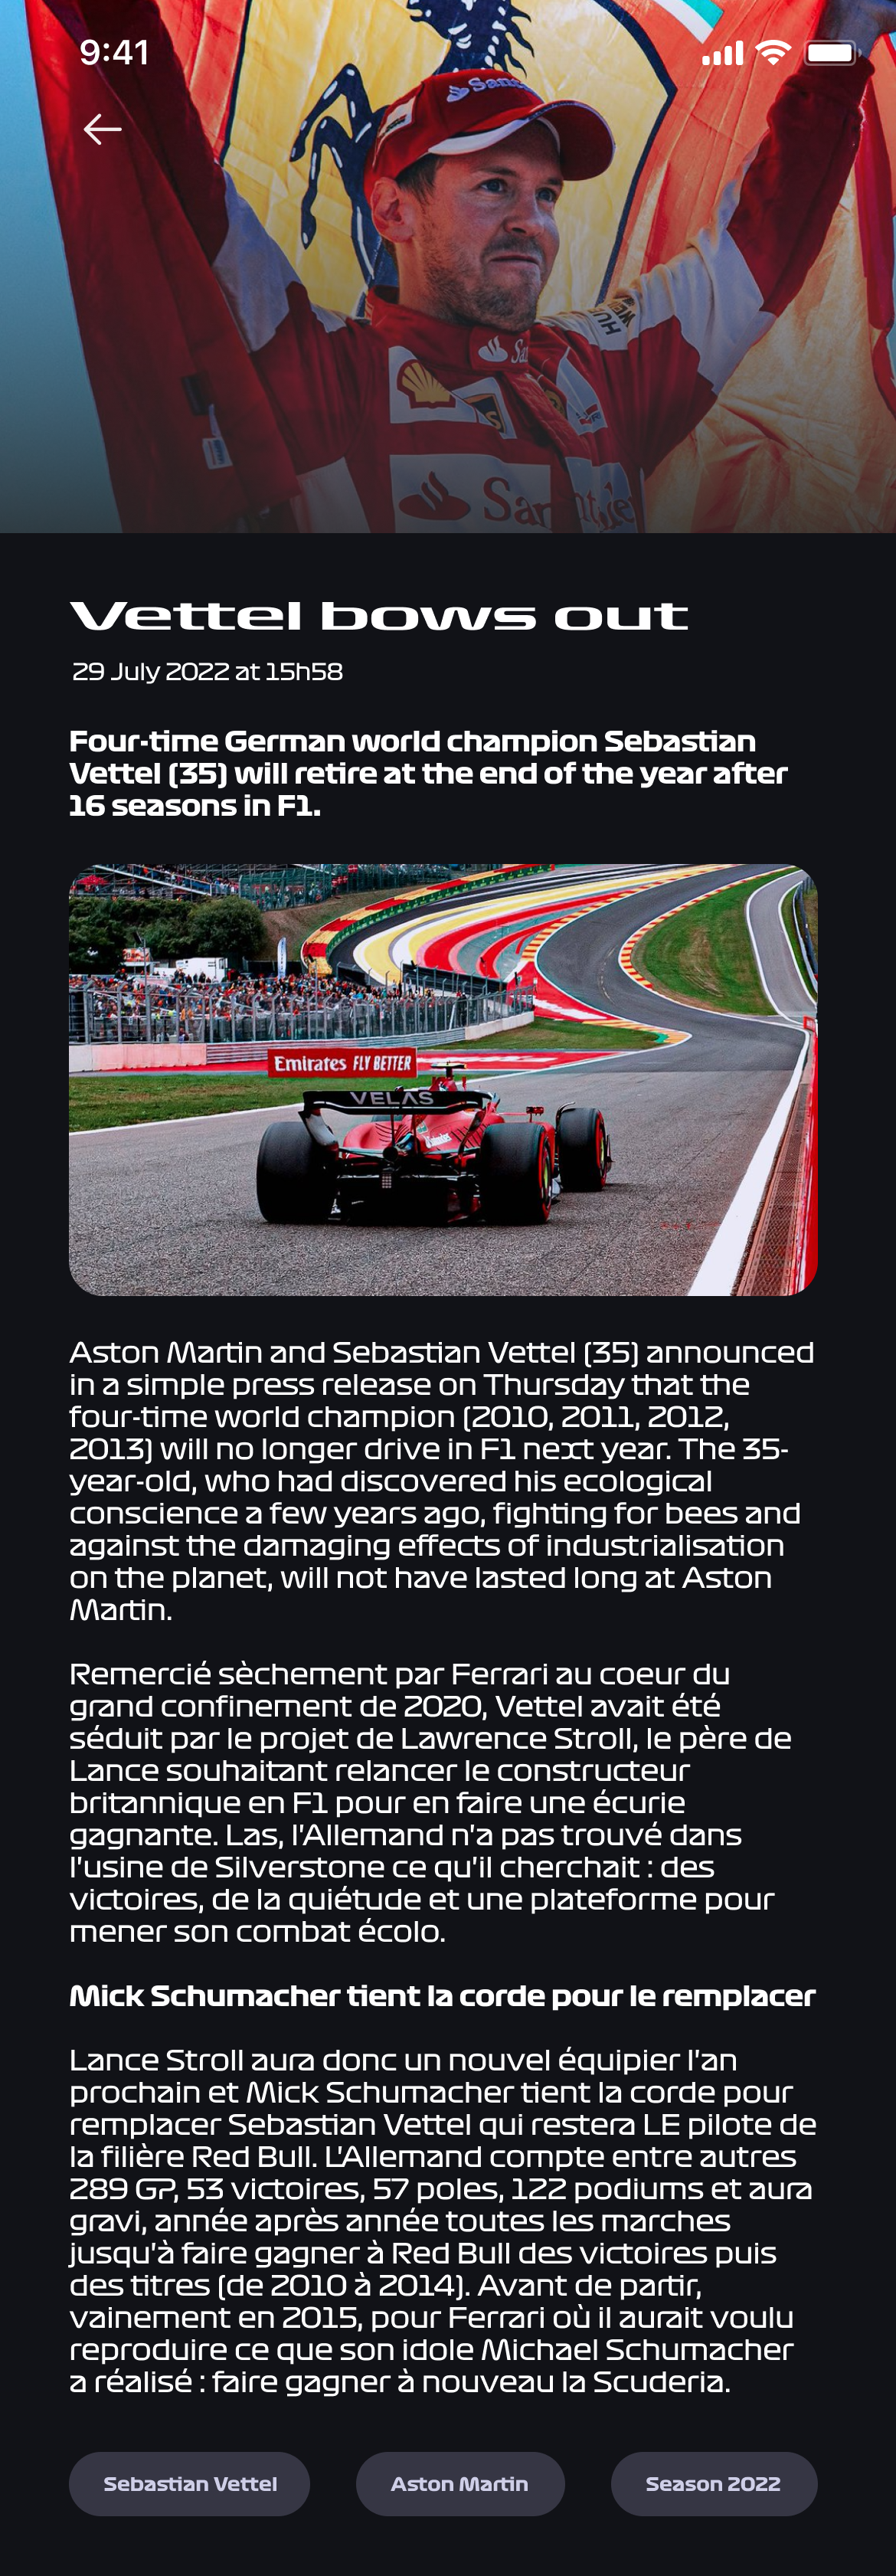 9:41
San
WE
HU
Sa
S
Santander
Vettel bows out
29 July 2022 at 15h58
Four-time German world champion Sebastian
Vettel (35) will retire at the end of the year after
16 seasons in F1.
Emirates FLY BETTER
VELAS
Santander
Aston Martin and Sebastian Vettel (35) announced
in a simple press release on Thursday that the
four-time world champion (2010, 2011, 2012,
2013) will no longer drive in F1 next year. The 35-
year-old, who had discovered his ecological
conscience a few years ago, fighting for bees and
against the damaging effects of industrialisation
on the planet, will not have lasted long at Aston
Martin.
Remercié sèchement par Ferrari au coeur du
grand confinement de 2020, Vettel avait été
séduit par le projet de Lawrence Stroll, le père de
Lance souhaitant relancer le constructeur
britannique en F1 pour en faire une écurie
gagnante. Las, l’Allemand n’a pas trouvé dans
l’usine de Silverstone ce qu’il cherchait : des
victoires, de la quiétude et une plateforme pour
mener son combat écolo.
Mick Schumacher tient la corde pour le remplacer
Lance Stroll aura donc un nouvel équipier l’an
prochain et Mick Schumacher tient la corde pour
remplacer Sebastian Vettel qui restera LE pilote de
la filière Red Bull. L’Allemand compte entre autres
289 GP, 53 victoires, 57 poles, 122 podiums et aura
gravi, année après année toutes les marches
jusqu’à faire gagner à Red Bull des victoires puis
des titres (de 2010 à 2014). Avant de partir,
vainement en 2015, pour Ferrari où il aurait voulu
reproduire ce que son idole Michael Schumacher
a réalisé : faire gagner à nouveau la Scuderia.
Sebastian Vettel
Aston Martin
Season 2022